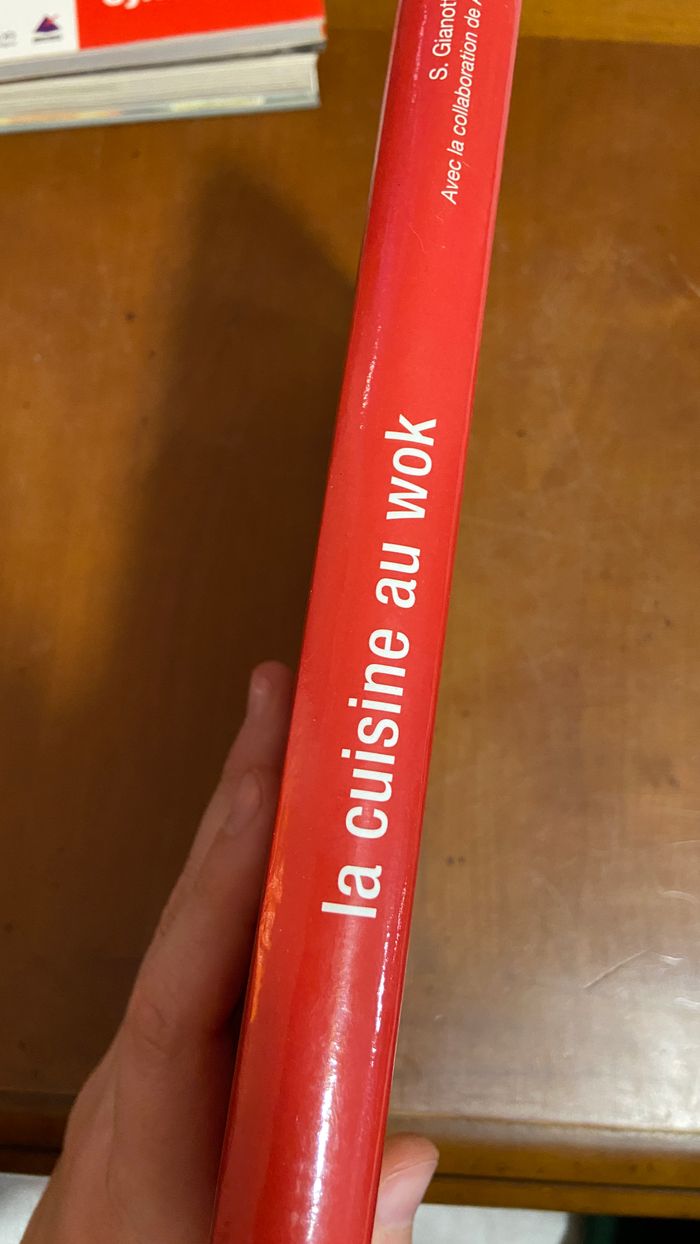 la cuisine au wok
S.
Avec la collaboration de